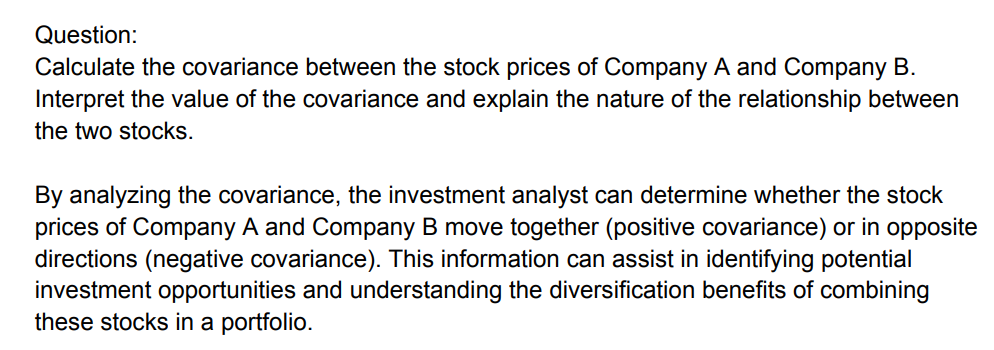 Question:
Calculate the covariance between the stock prices of Company A and Company B.
Interpret the value of the covariance and explain the nature of the relationship between
the two stocks.
By analyzing the covariance, the investment analyst can determine whether the stock
prices of Company A and Company B move together (positive covariance) or in opposite
directions (negative covariance). This information can assist in identifying potential
investment opportunities and understanding the diversification benefits of combining
these stocks in a portfolio.